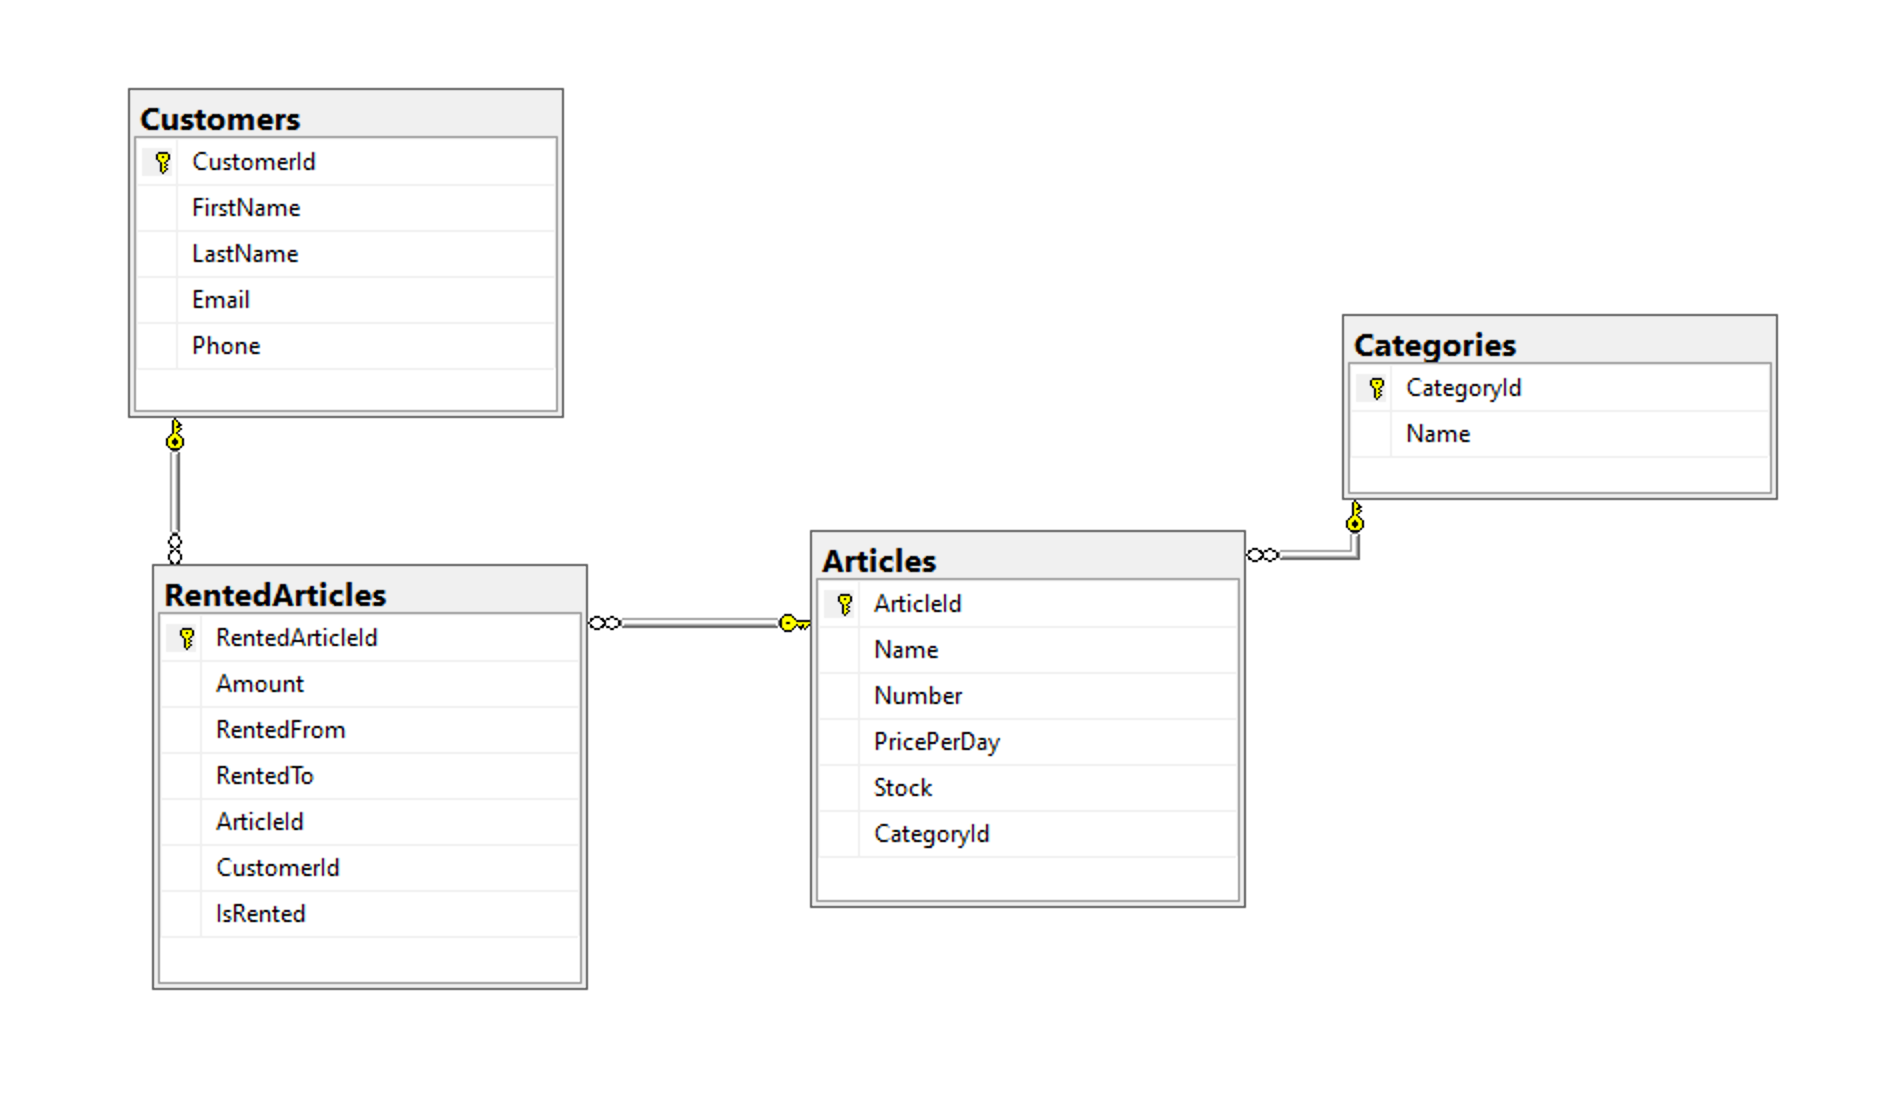 Customers
CustomerId
FirstName
LastName
Email
Phone
RentedArticles
RentedArticleId
Amount
RentedFrom
RentedTo
ArticleId
CustomerId
IsRented
Articles
ArticleId
Name
Number
PricePerDay
Stock
CategoryId
Categories
CategoryId
Name